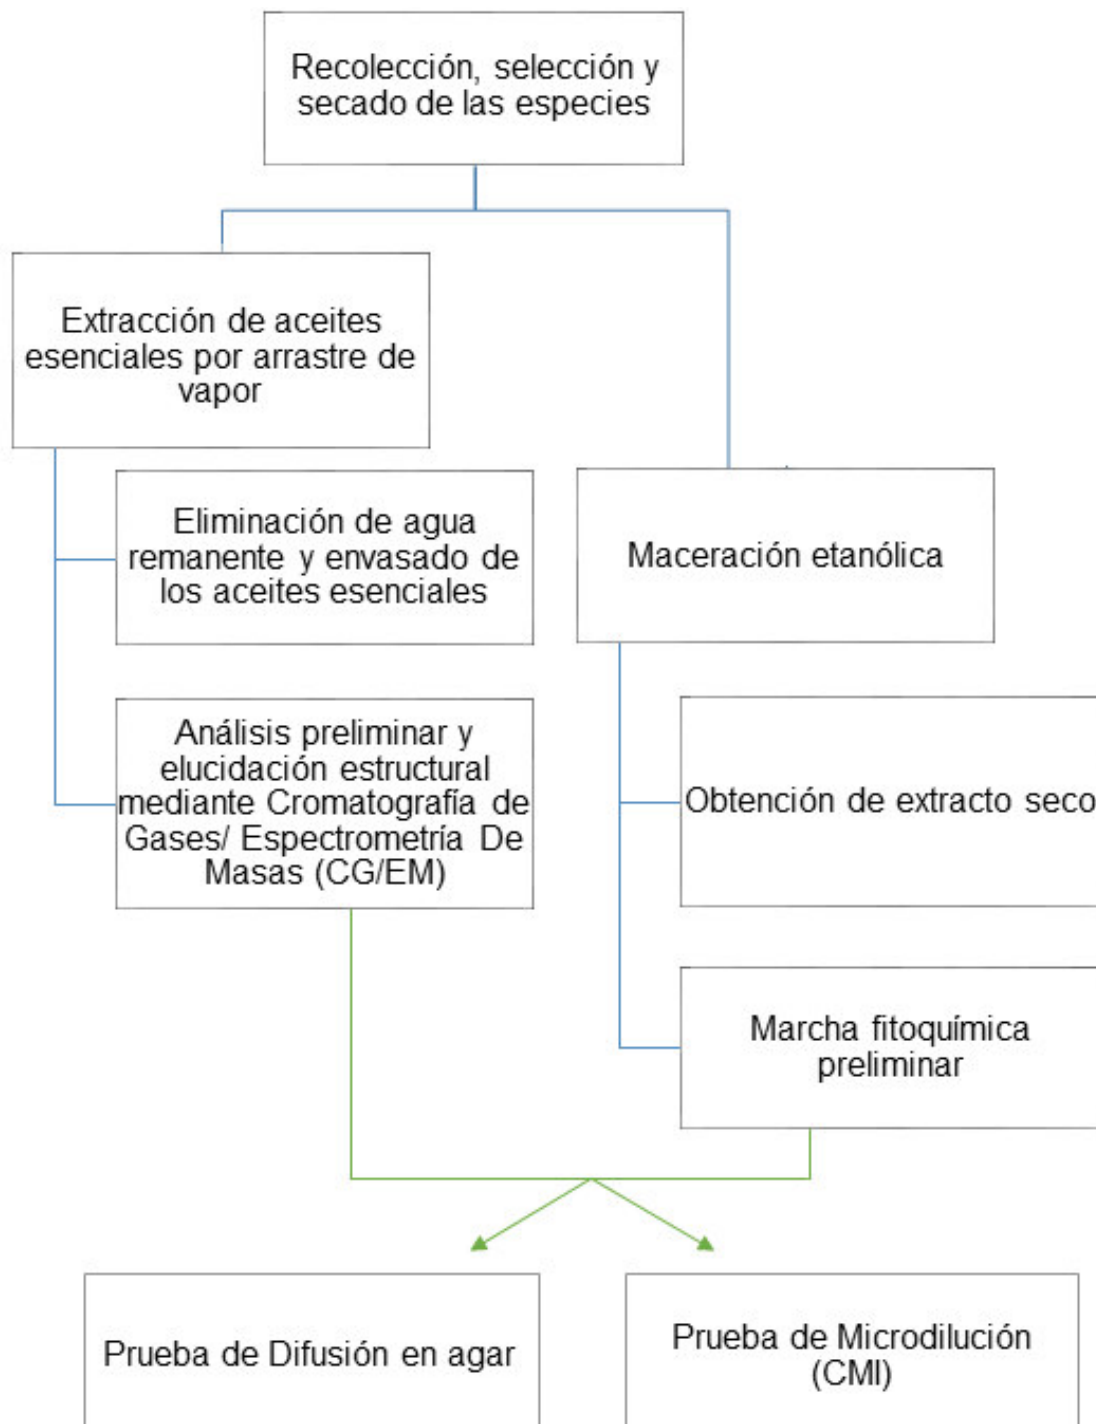 Recolección, selección y
secado de las especies
Extracción de aceites
esenciales por arrastre de
vapor
Eliminación de agua
remanente y envasado de
los aceites esenciales
Análisis preliminar y
elucidación estructural
mediante Cromatografía de
Gases/ Espectrometría De
Masas (CG/EM)
Maceración etanólica
Obtención de extracto seco
Marcha fitoquímica
preliminar
Prueba de Difusión en agar
Prueba de Microdilución
(CMI)